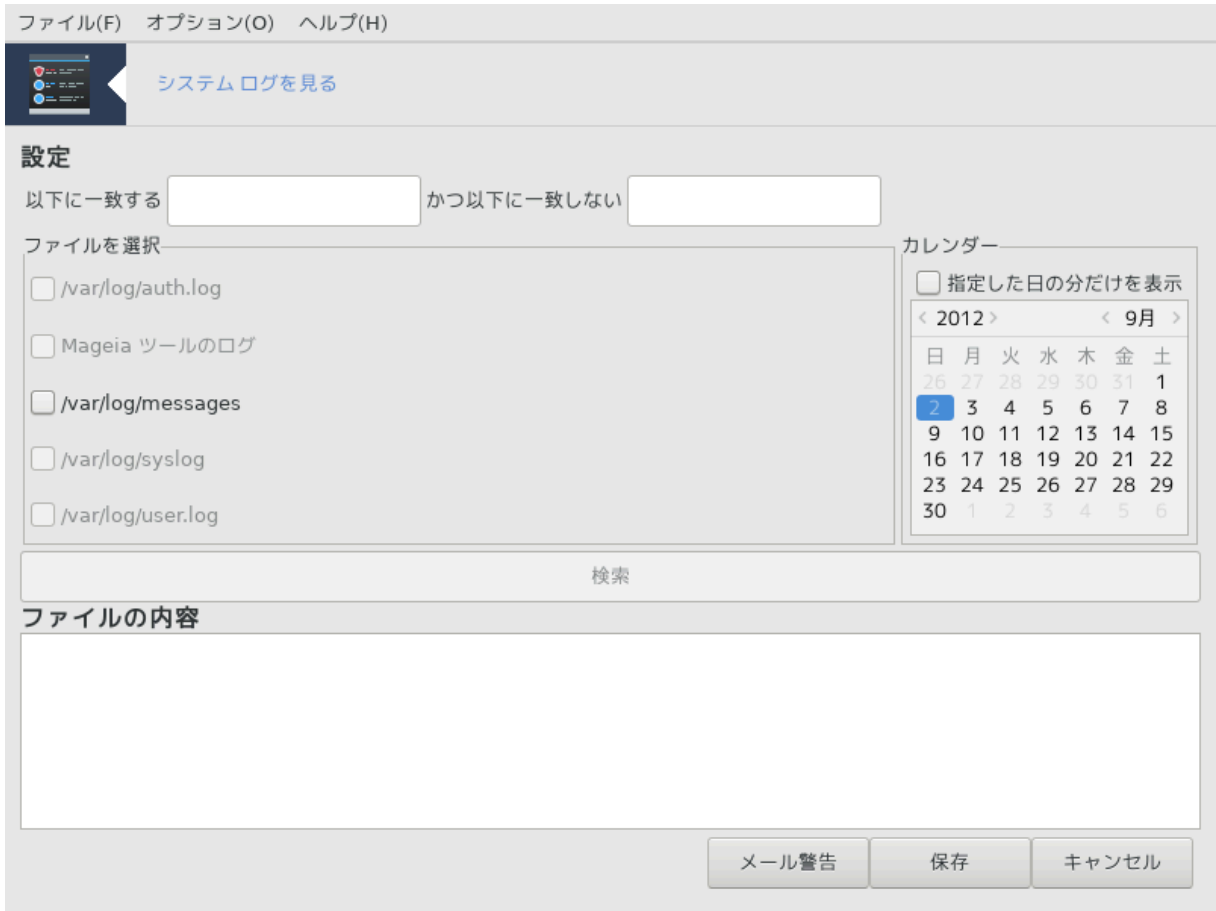 ファイル(F) オプション(O) ヘルプ(H)
システム ログを見る
設定
以下に一致する かつ以下に一致しない
ファイルを選択
/var/log/auth.log
Mageia ツールのログ
/var/log/messages
/var/log/syslog
/var/log/user.log
カレンダー
指定した日の分だけを表示
< 2012 > < 9月 >
日 月 火 水 木 金 土
26 27 28 29 30 31 1
2 3 4 5 6 7 8
9 10 11 12 13 14 15
16 17 18 19 20 21 22
23 24 25 26 27 28 29
30 1 2 3 4 5 6
検索
ファイルの内容
メール警告 保存 キャンセル